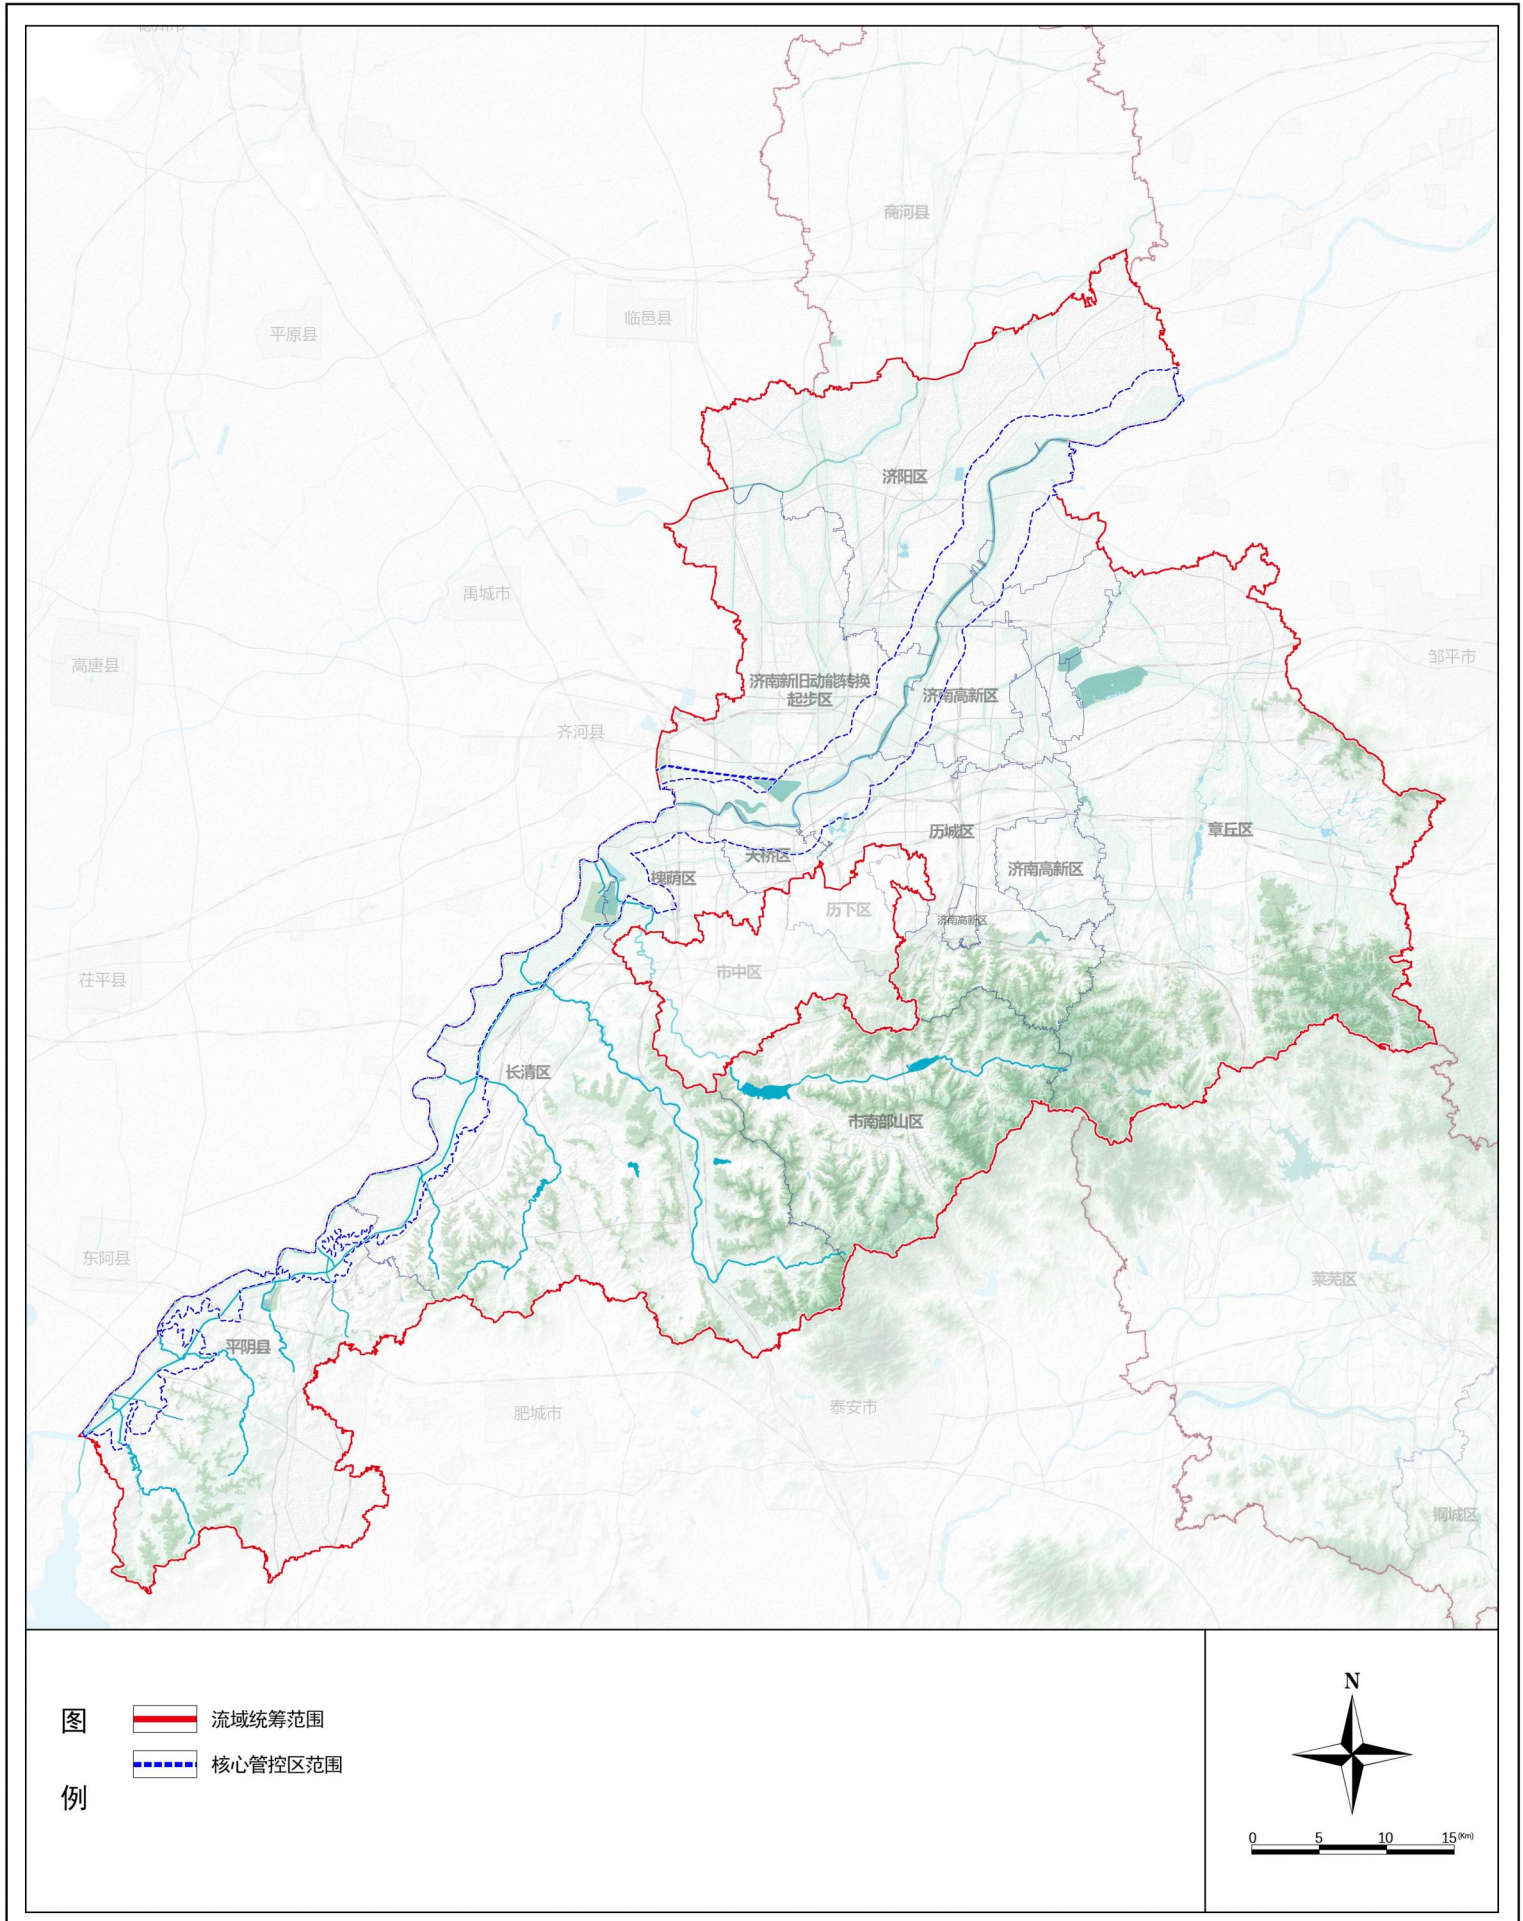 商河县
临邑县
平原县
济阳区
禹城市
高唐县
邹平市
济南新旧动能转换
起步区
济南高新区
齐河县
历城区
章丘区
天桥区
济南高新区
槐荫区
历下区
济南高新区
市中区
茌平县
长清区
市南部山区
东阿县
莱芜区
平阴县
泰安市
肥城市
钢城区
图
例
流域统筹范围
核心管控区范围
N
0 5 10 15 (Km)